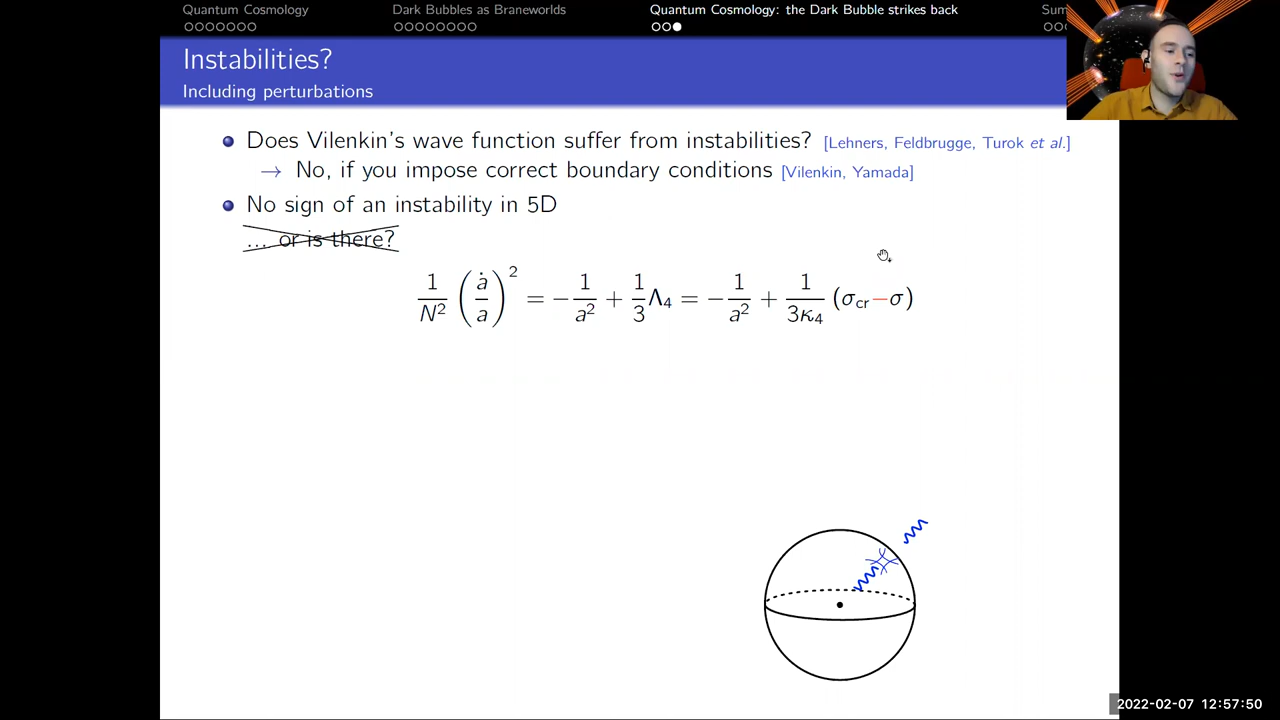 Quantum Cosmology Dark Bubbles as Braneworlds Quantum Cosmology: the Dark Bubble strikes back Sum
Instabilities?
Including perturbations
Does Vilenkin's wave function suffer from instabilities? [Lehners, Feldbrugge, Turok et al.]
→ No, if you impose correct boundary conditions [Vilenkin, Yamada]
No sign of an instability in 5D
... or is there?
1/N² (ȧ/a)² = −1/a² + 1/3 Λ₄ = −1/a² + 1/3κ₄ (σcr−σ)
2022-02-07 12:57:50